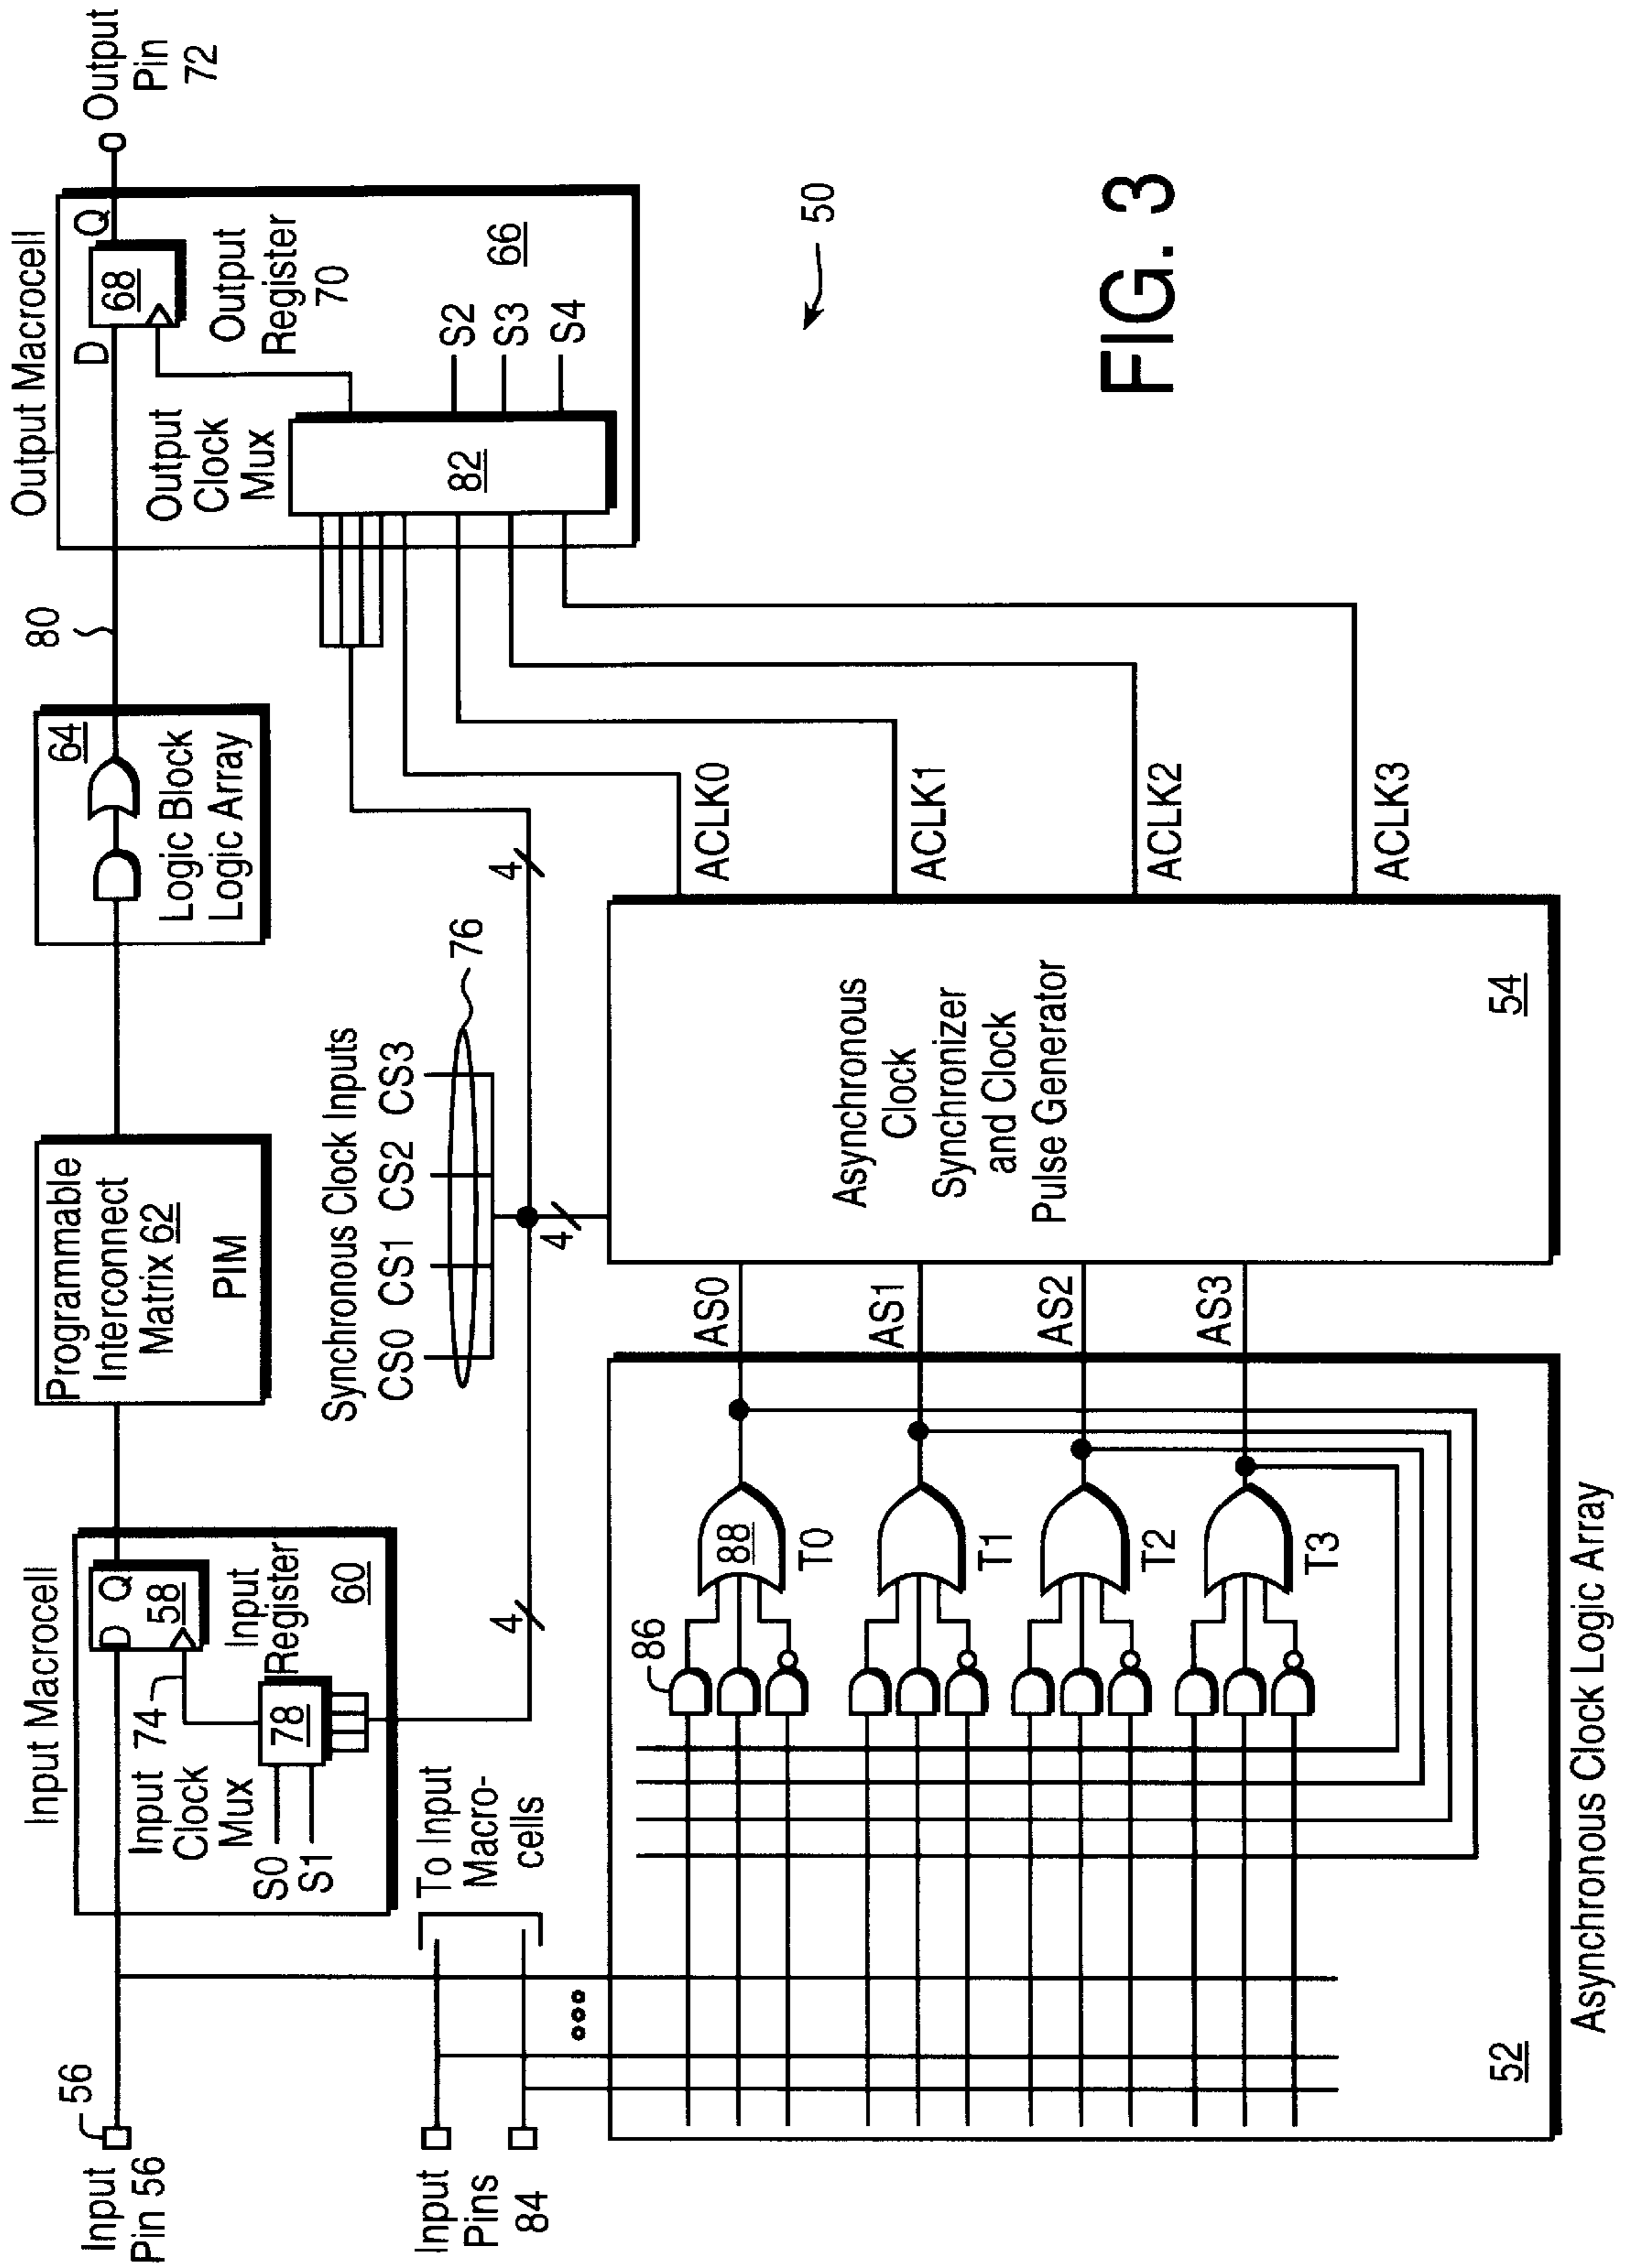 Input
Pin 56
56
Input Macrocell
D
Q
58
74
Input
Register
60
Input
Clock
Mux
78
S0
S1
Programmable
Interconnect
Matrix 62
PIM
64
Logic Block
Logic Array
80
Output Macrocell
D
Q
68
Output
Register
70
Output
Clock
Mux
66
82
S2
S3
S4
Output
Pin
72
Input
Pins
84
To Input
Macro-
cells
4
Synchronous Clock Inputs
CS0
CS1
CS2
CS3
76
4
4
86
88
T0
T1
T2
T3
52
Asynchronous Clock Logic Array
AS0
AS1
AS2
AS3
Asynchronous
Clock
Synchronizer
and Clock
Pulse Generator
54
ACLK0
ACLK1
ACLK2
ACLK3
50
FIG. 3